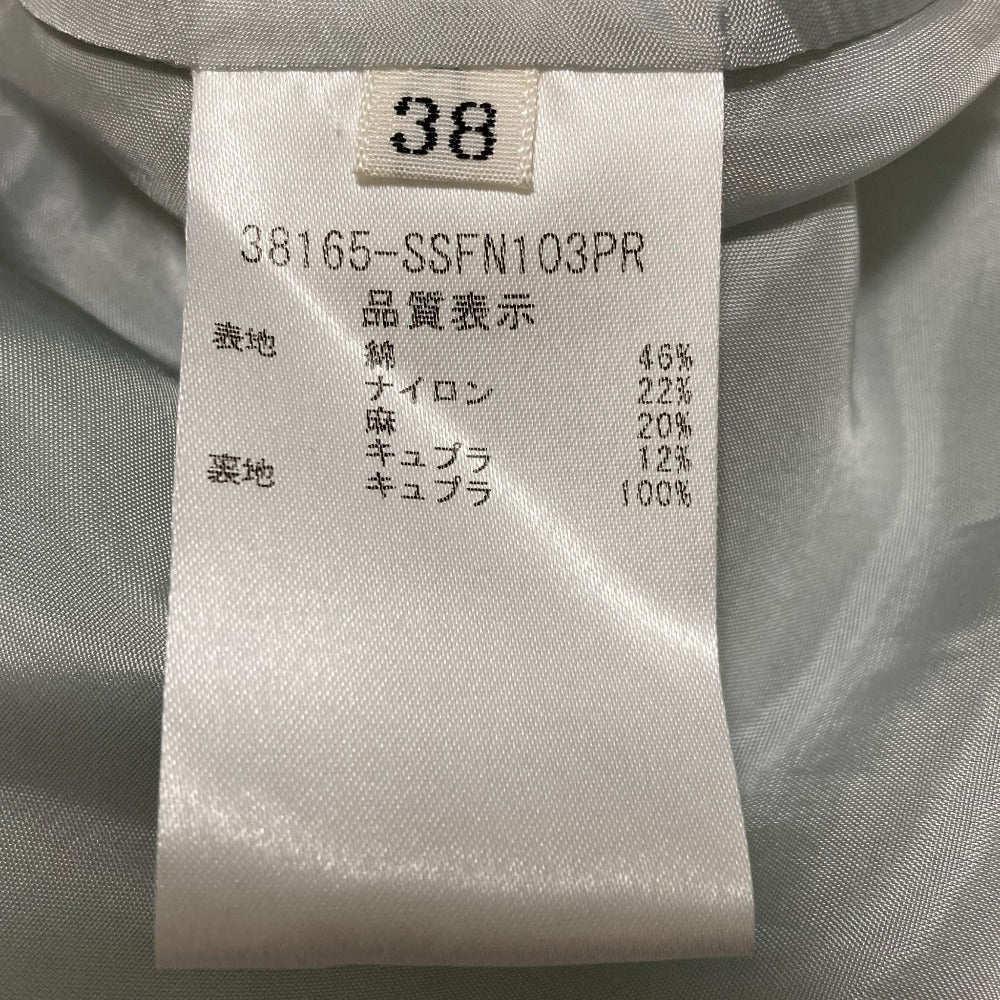 38
38165-SSFN103PR
品質表示
表地 綿 46%
ナイロン 22%
麻 20%
キュプラ 12%
裏地 キュプラ 100%